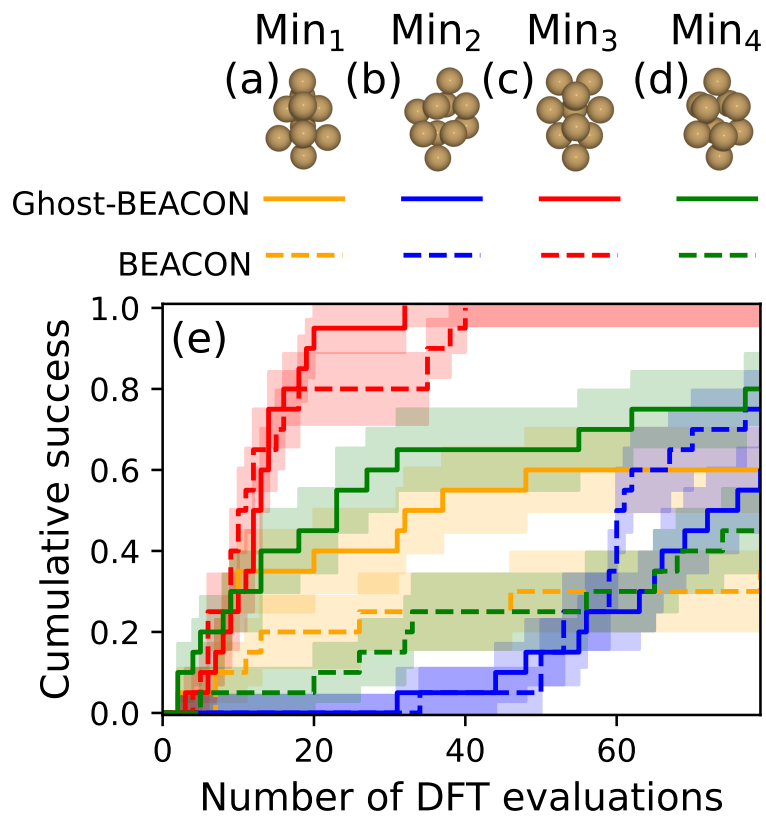 Min₁ Min₂ Min₃ Min₄
(a) (b) (c) (d)
Ghost-BEACON
BEACON
(e)
Cumulative success
1.0
0.8
0.6
0.4
0.2
0.0
0 20 40 60
Number of DFT evaluations